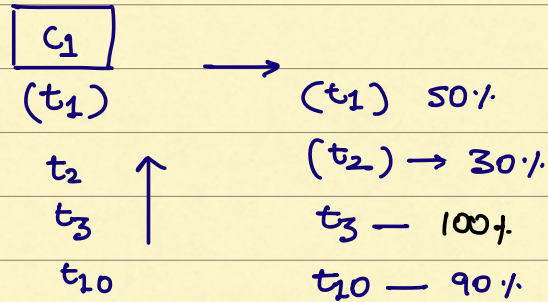 C1
(t1) → (t1) 50%
t2 ↑ (t2) → 30%
t3 t3 — 100%
t10 t10 — 90%